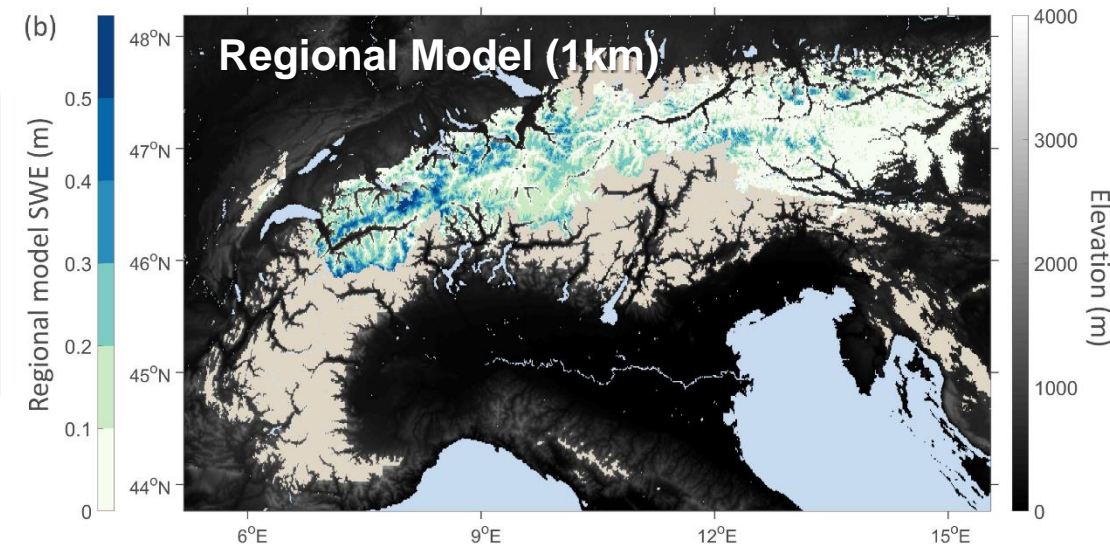 (b)
Regional Model (1km)
Regional model SWE (m)
0.5
0.4
0.3
0.2
0.1
0
48°N
47°N
46°N
45°N
44°N
6°E
9°E
12°E
15°E
4000
3000
2000
1000
0
Elevation (m)